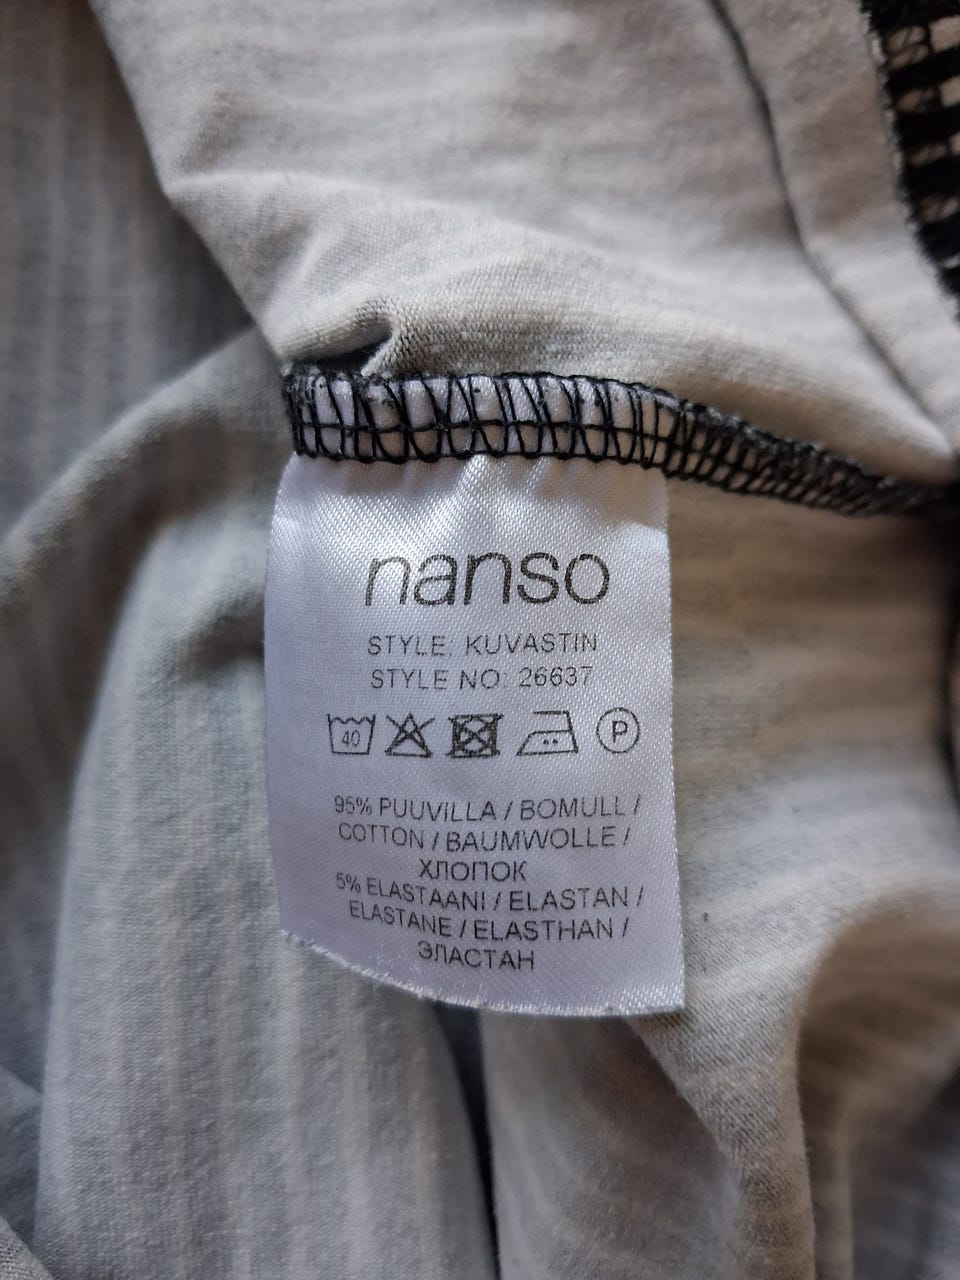 nanso
STYLE: KUVASTIN
STYLE NO: 26637
40 P
95% PUUVILLA / BOMULL /
COTTON / BAUMWOLLE /
ХЛОПОК
5% ELASTAANI / ELASTAN /
ELASTANE / ELASTHAN /
ЭЛАСТАН